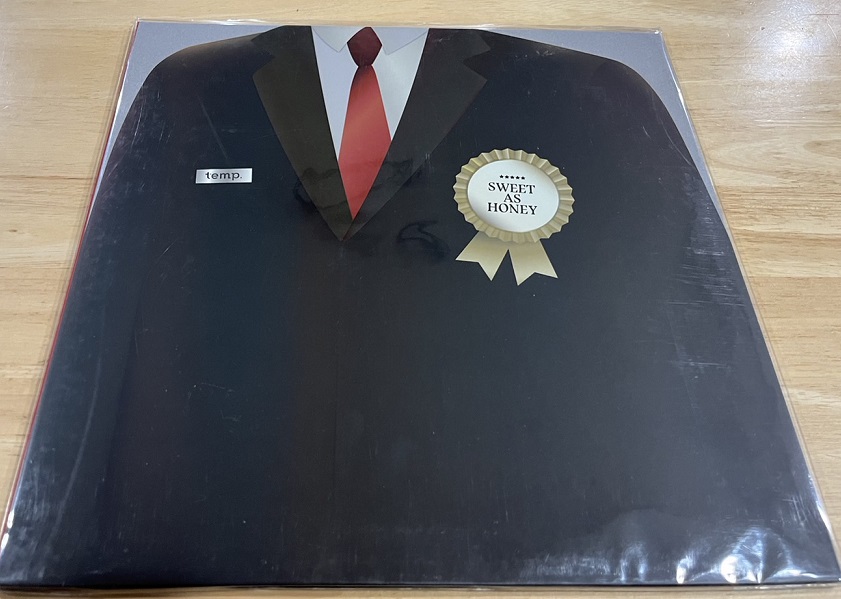 temp.
★★★★★
SWEET
AS
HONEY